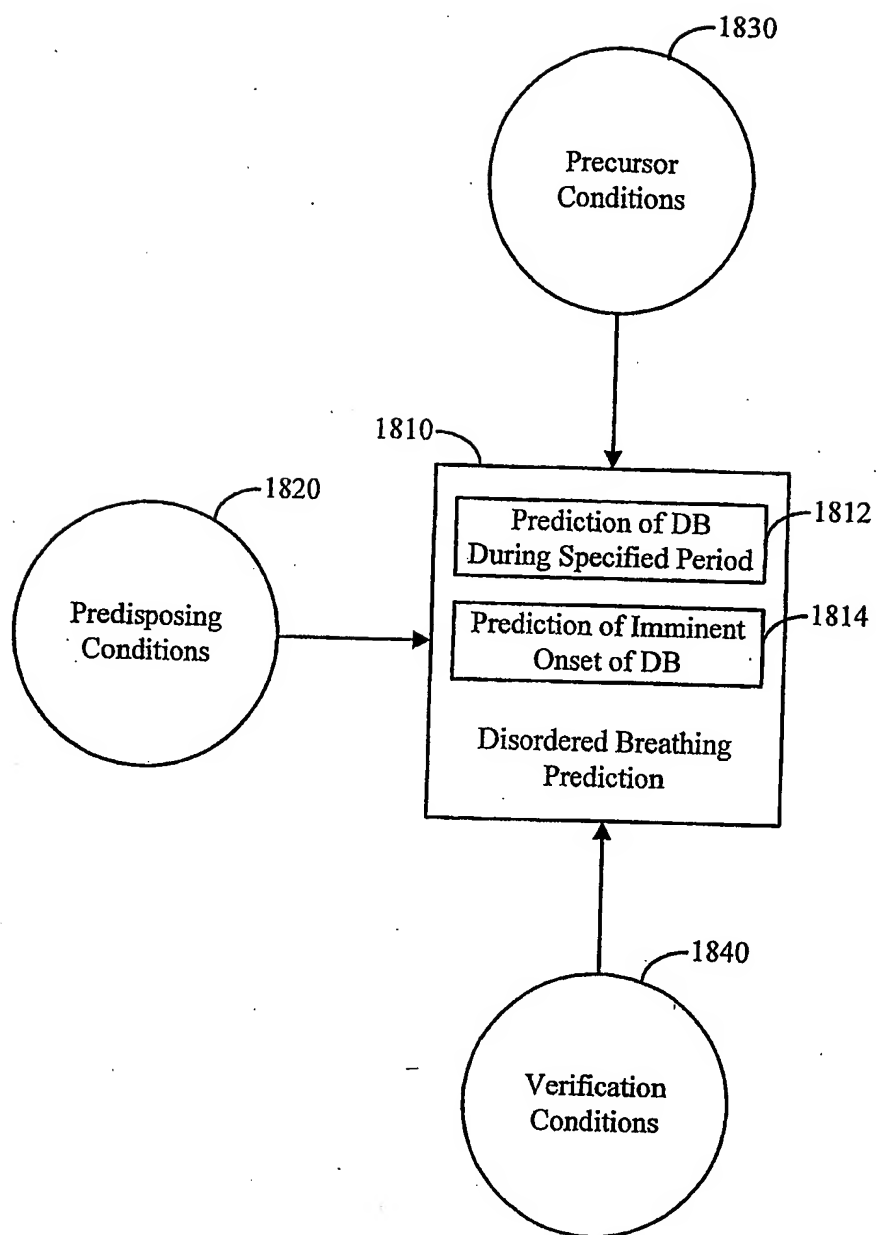 1830
Precursor
Conditions
1810
1820
Prediction of DB
During Specified Period
1812
Predisposing
Conditions
Prediction of Imminent
Onset of DB
1814
Disordered Breathing
Prediction
1840
Verification
Conditions